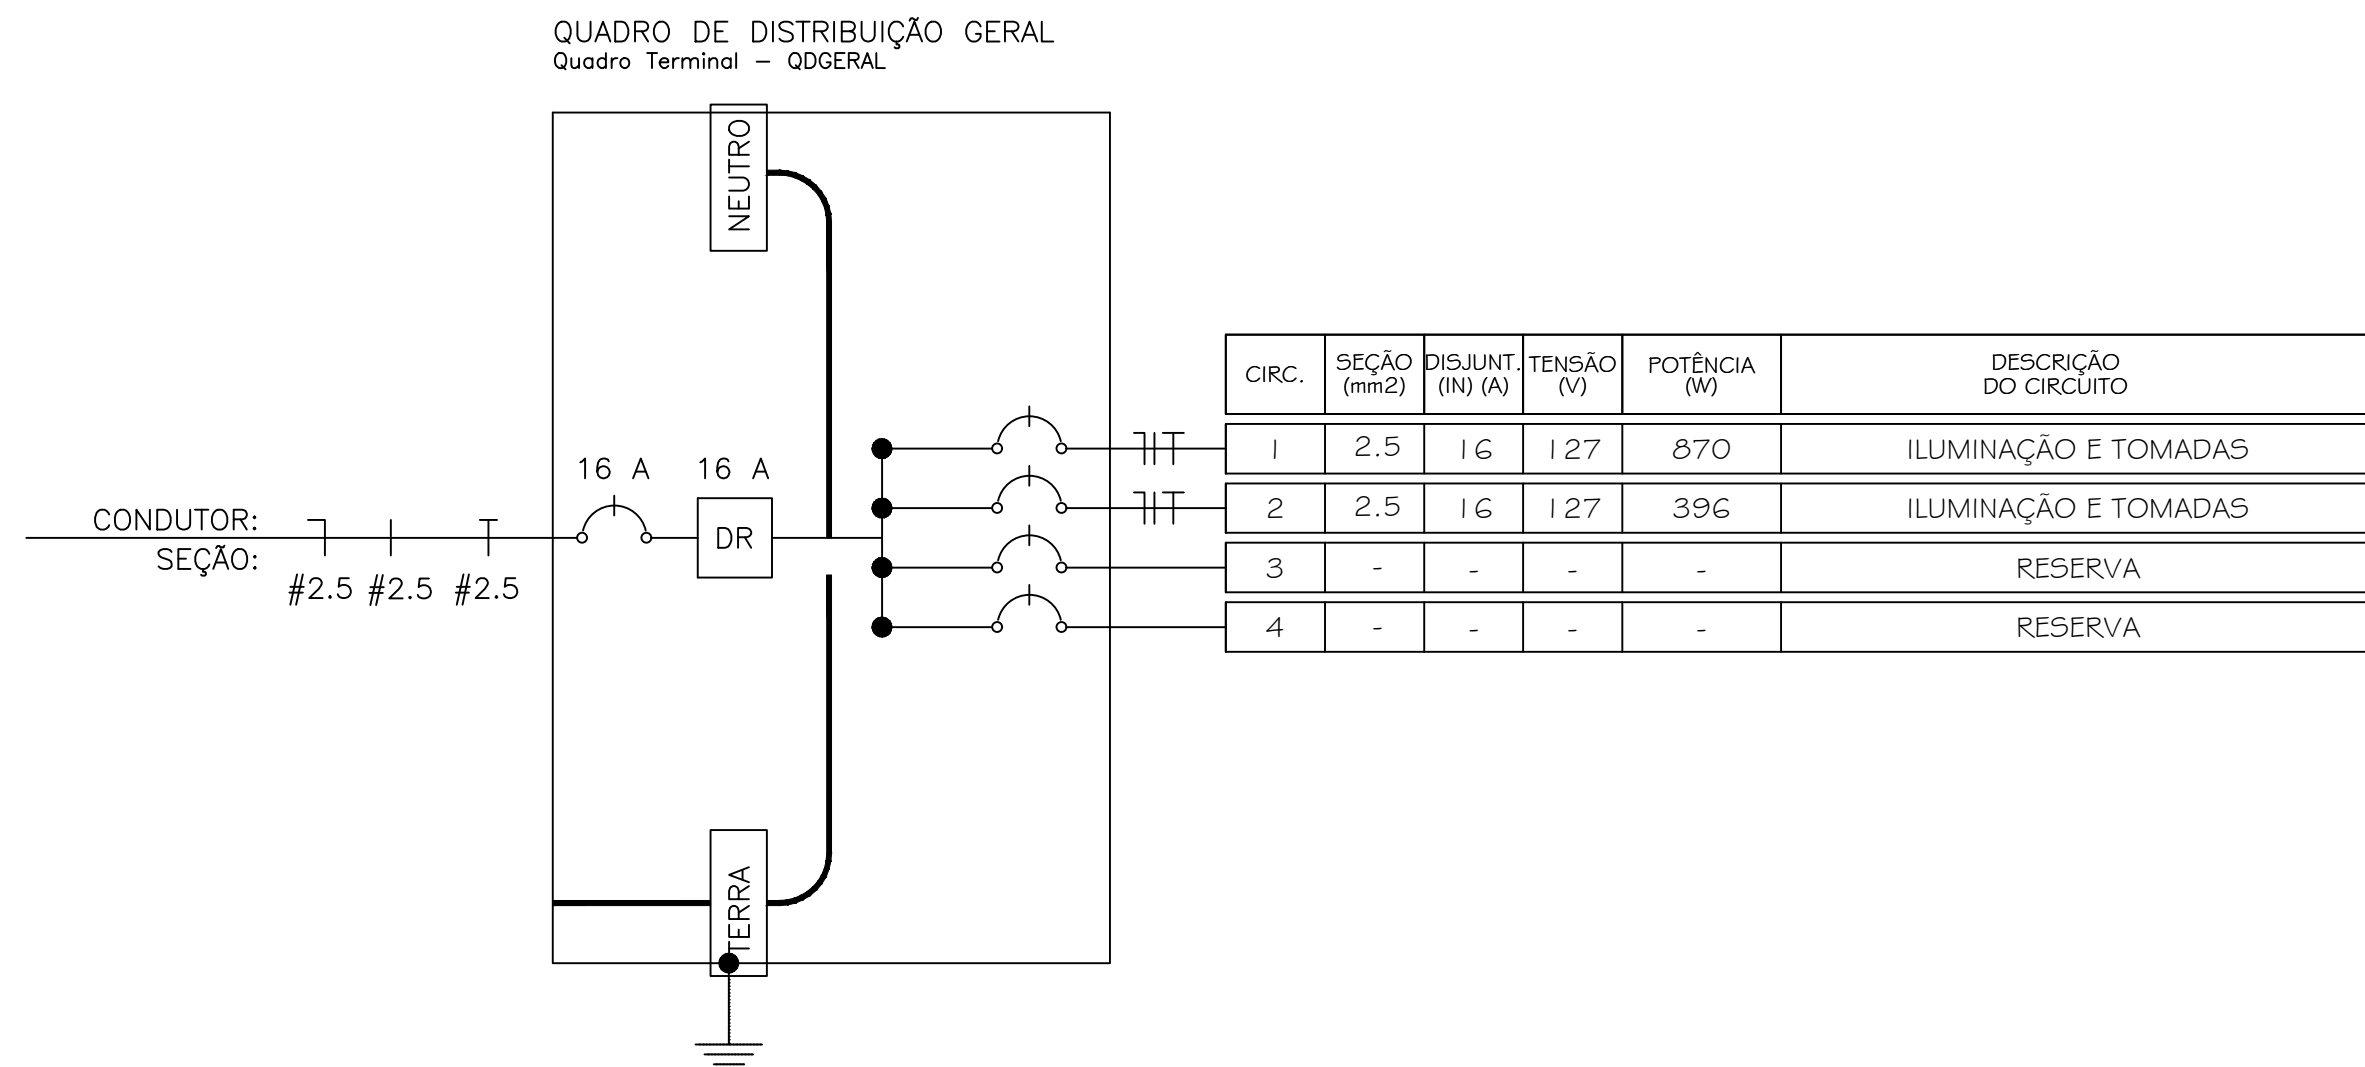 QUADRO DE DISTRIBUIÇÃO GERAL
Quadro Terminal - QDGERAL
NEUTRO
CIRC. SEÇÃO (mm2) DISJUNT. (IN) (A) TENSÃO (V) POTÊNCIA (W) DESCRIÇÃO DO CIRCUITO
1 2.5 16 127 870 ILUMINAÇÃO E TOMADAS
2 2.5 16 127 396 ILUMINAÇÃO E TOMADAS
3 - - - - RESERVA
4 - - - - RESERVA
16 A 16 A
CONDUTOR:
DR
SEÇÃO:
#2.5 #2.5 #2.5
TERRA